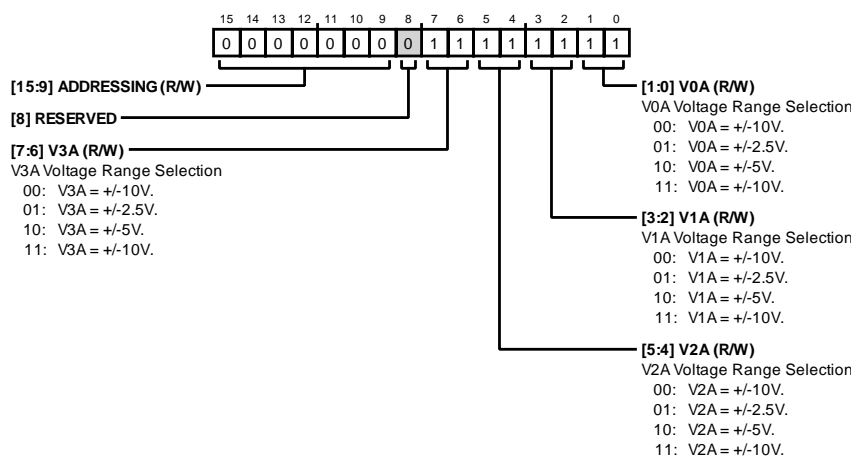 15 14 13 12 11 10 9 8 7 6 5 4 3 2 1 0
0 0 0 0 0 0 0 0 1 1 1 1 1 1 1 1
[15:9] ADDRESSING (R/W)
[8] RESERVED
[7:6] V3A (R/W)
V3A Voltage Range Selection
00: V3A = +/-10V.
01: V3A = +/-2.5V.
10: V3A = +/-5V.
11: V3A = +/-10V.
[1:0] V0A (R/W)
V0A Voltage Range Selection
00: V0A = +/-10V.
01: V0A = +/-2.5V.
10: V0A = +/-5V.
11: V0A = +/-10V.
[3:2] V1A (R/W)
V1A Voltage Range Selection
00: V1A = +/-10V.
01: V1A = +/-2.5V.
10: V1A = +/-5V.
11: V1A = +/-10V.
[5:4] V2A (R/W)
V2A Voltage Range Selection
00: V2A = +/-10V.
01: V2A = +/-2.5V.
10: V2A = +/-5V.
11: V2A = +/-10V.